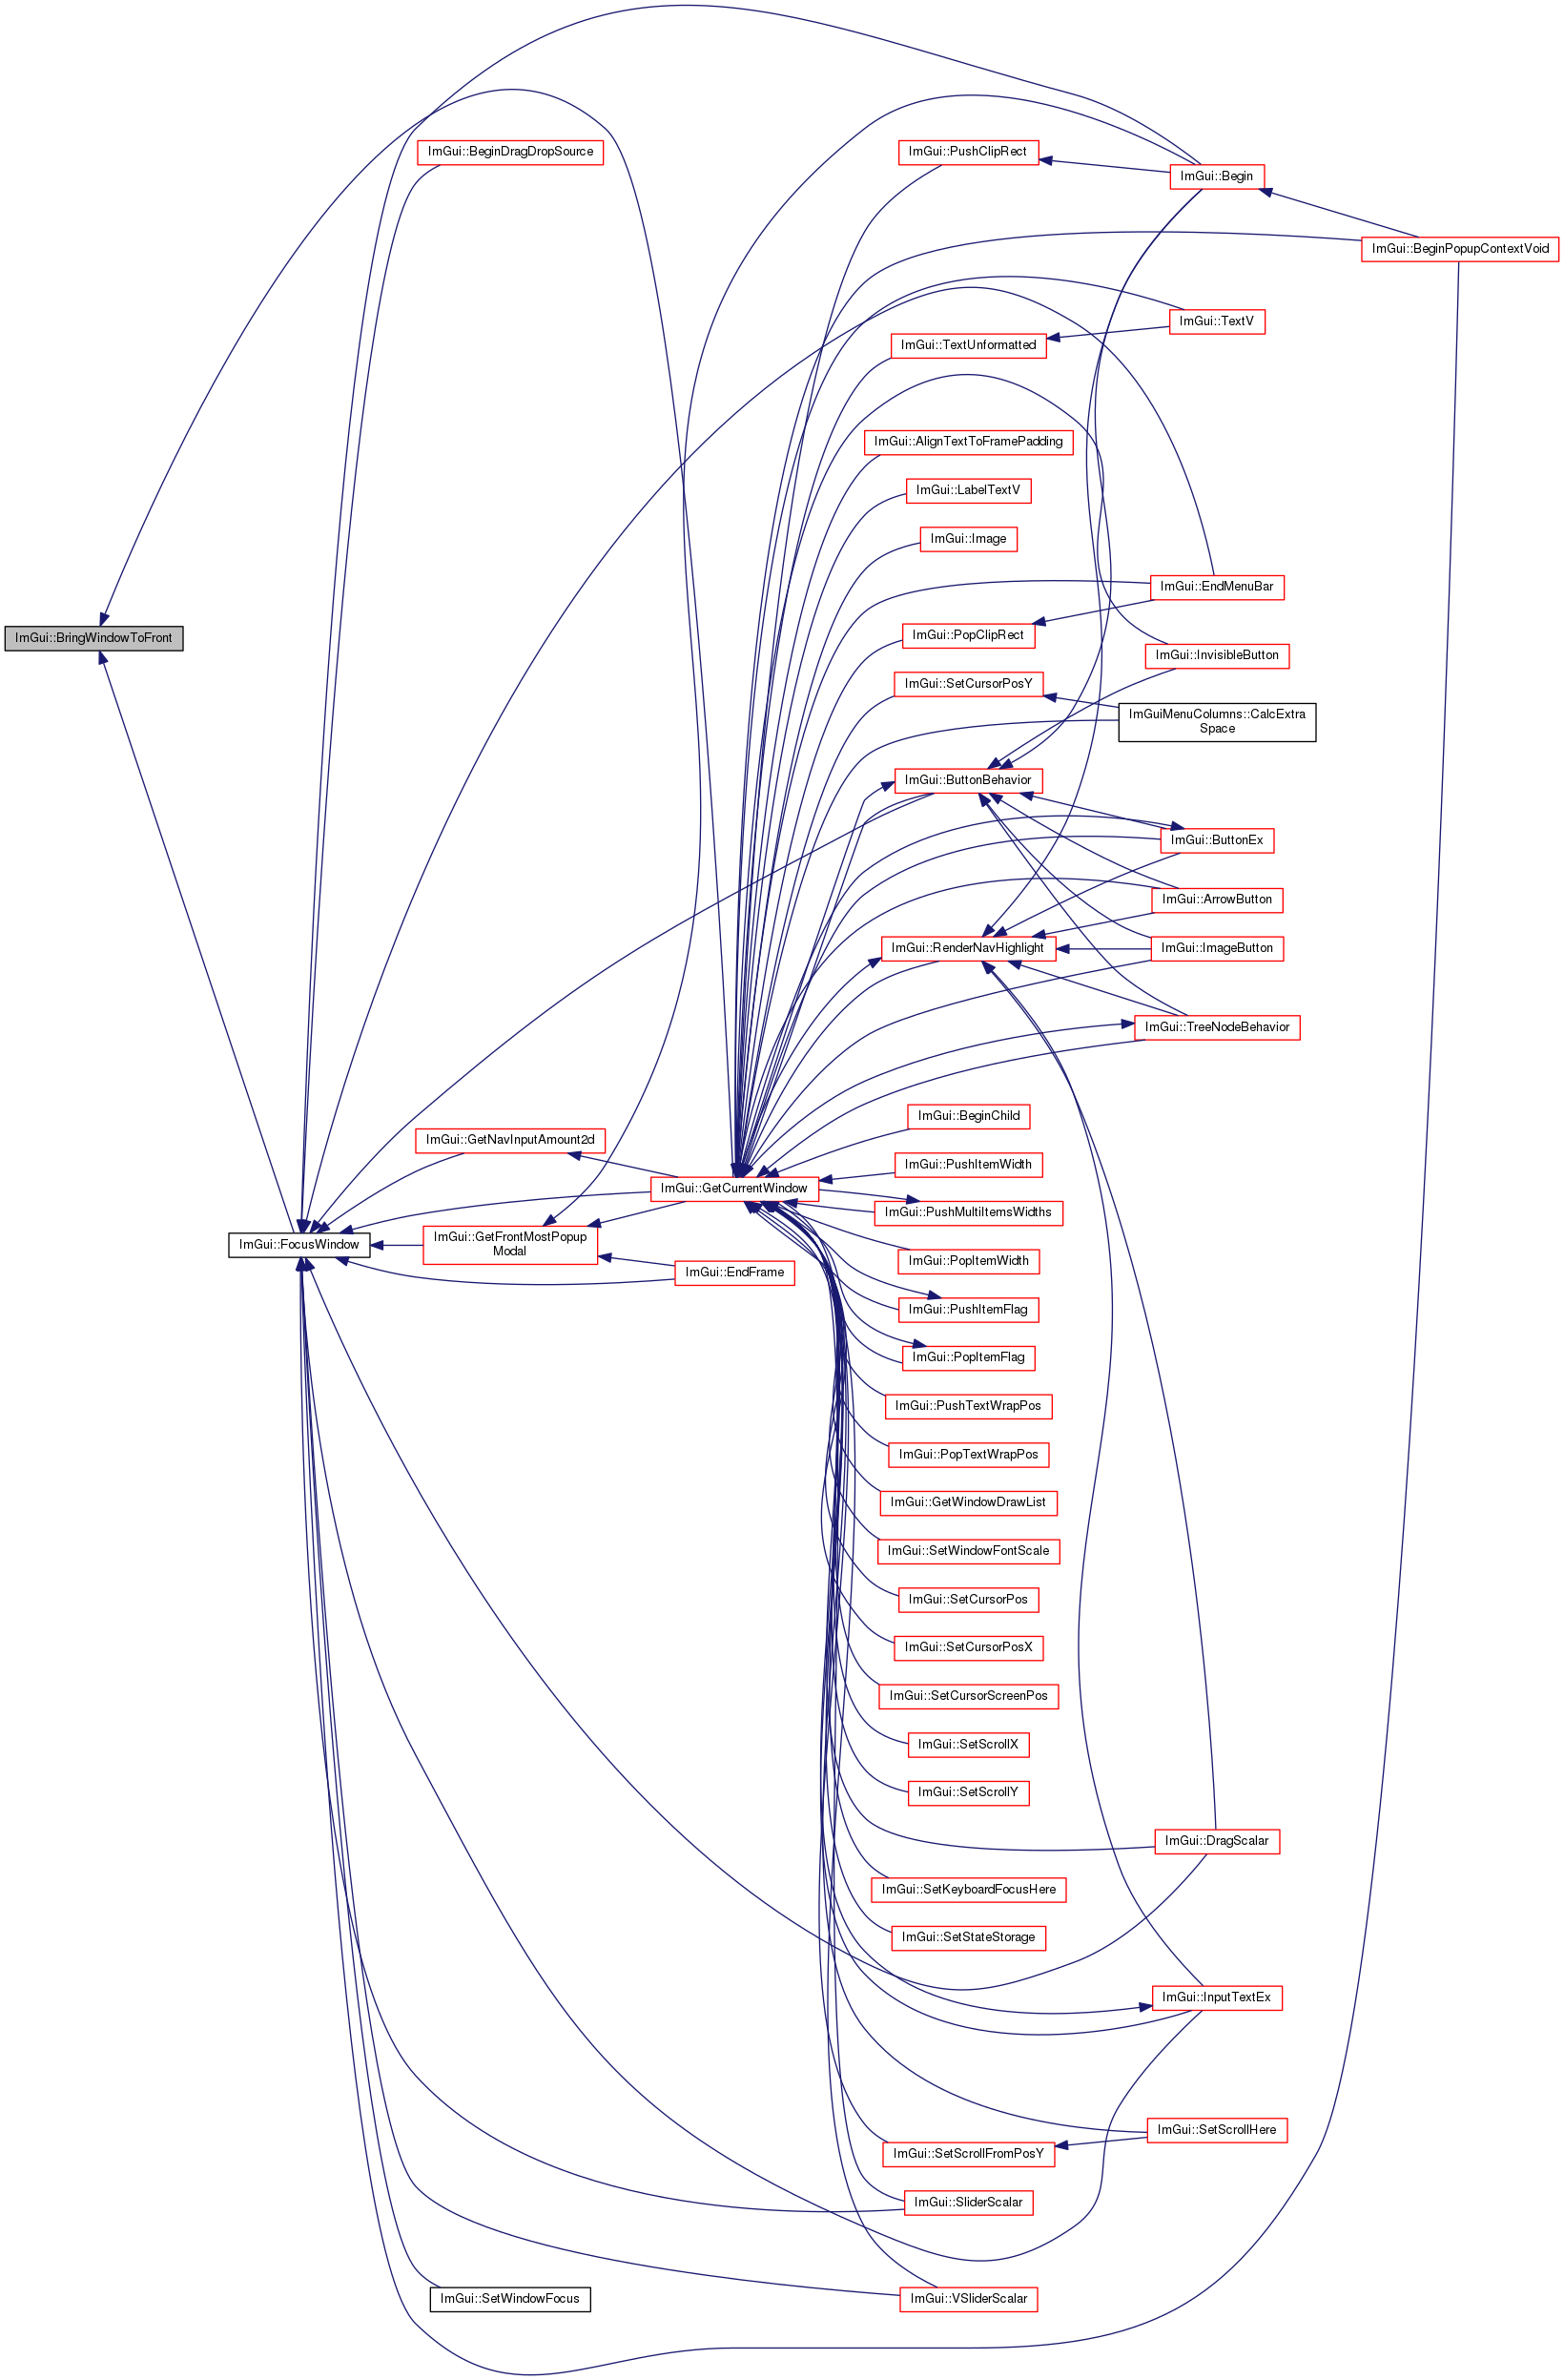 ImGui::BringWindowToFront
ImGui::BeginDragDropSource
ImGui::GetNavInputAmount2d
ImGui::FocusWindow
ImGui::GetFrontMostPopup
Modal
ImGui::SetWindowFocus
ImGui::GetCurrentWindow
ImGui::EndFrame
ImGui::PushClipRect
ImGui::TextUnformatted
ImGui::AlignTextToFramePadding
ImGui::LabelTextV
ImGui::Image
ImGui::PopClipRect
ImGui::SetCursorPosY
ImGui::ButtonBehavior
ImGui::RenderNavHighlight
ImGui::BeginChild
ImGui::PushItemWidth
ImGui::PushMultiItemsWidths
ImGui::PopItemWidth
ImGui::PushItemFlag
ImGui::PopItemFlag
ImGui::PushTextWrapPos
ImGui::PopTextWrapPos
ImGui::GetWindowDrawList
ImGui::SetWindowFontScale
ImGui::SetCursorPos
ImGui::SetCursorPosX
ImGui::SetCursorScreenPos
ImGui::SetScrollX
ImGui::SetScrollY
ImGui::SetKeyboardFocusHere
ImGui::SetStateStorage
ImGui::SetScrollFromPosY
ImGui::SliderScalar
ImGui::VSliderScalar
ImGui::Begin
ImGui::TextV
ImGui::EndMenuBar
ImGui::InvisibleButton
ImGuiMenuColumns::CalcExtra
Space
ImGui::ButtonEx
ImGui::ArrowButton
ImGui::ImageButton
ImGui::TreeNodeBehavior
ImGui::DragScalar
ImGui::InputTextEx
ImGui::SetScrollHere
ImGui::BeginPopupContextVoid